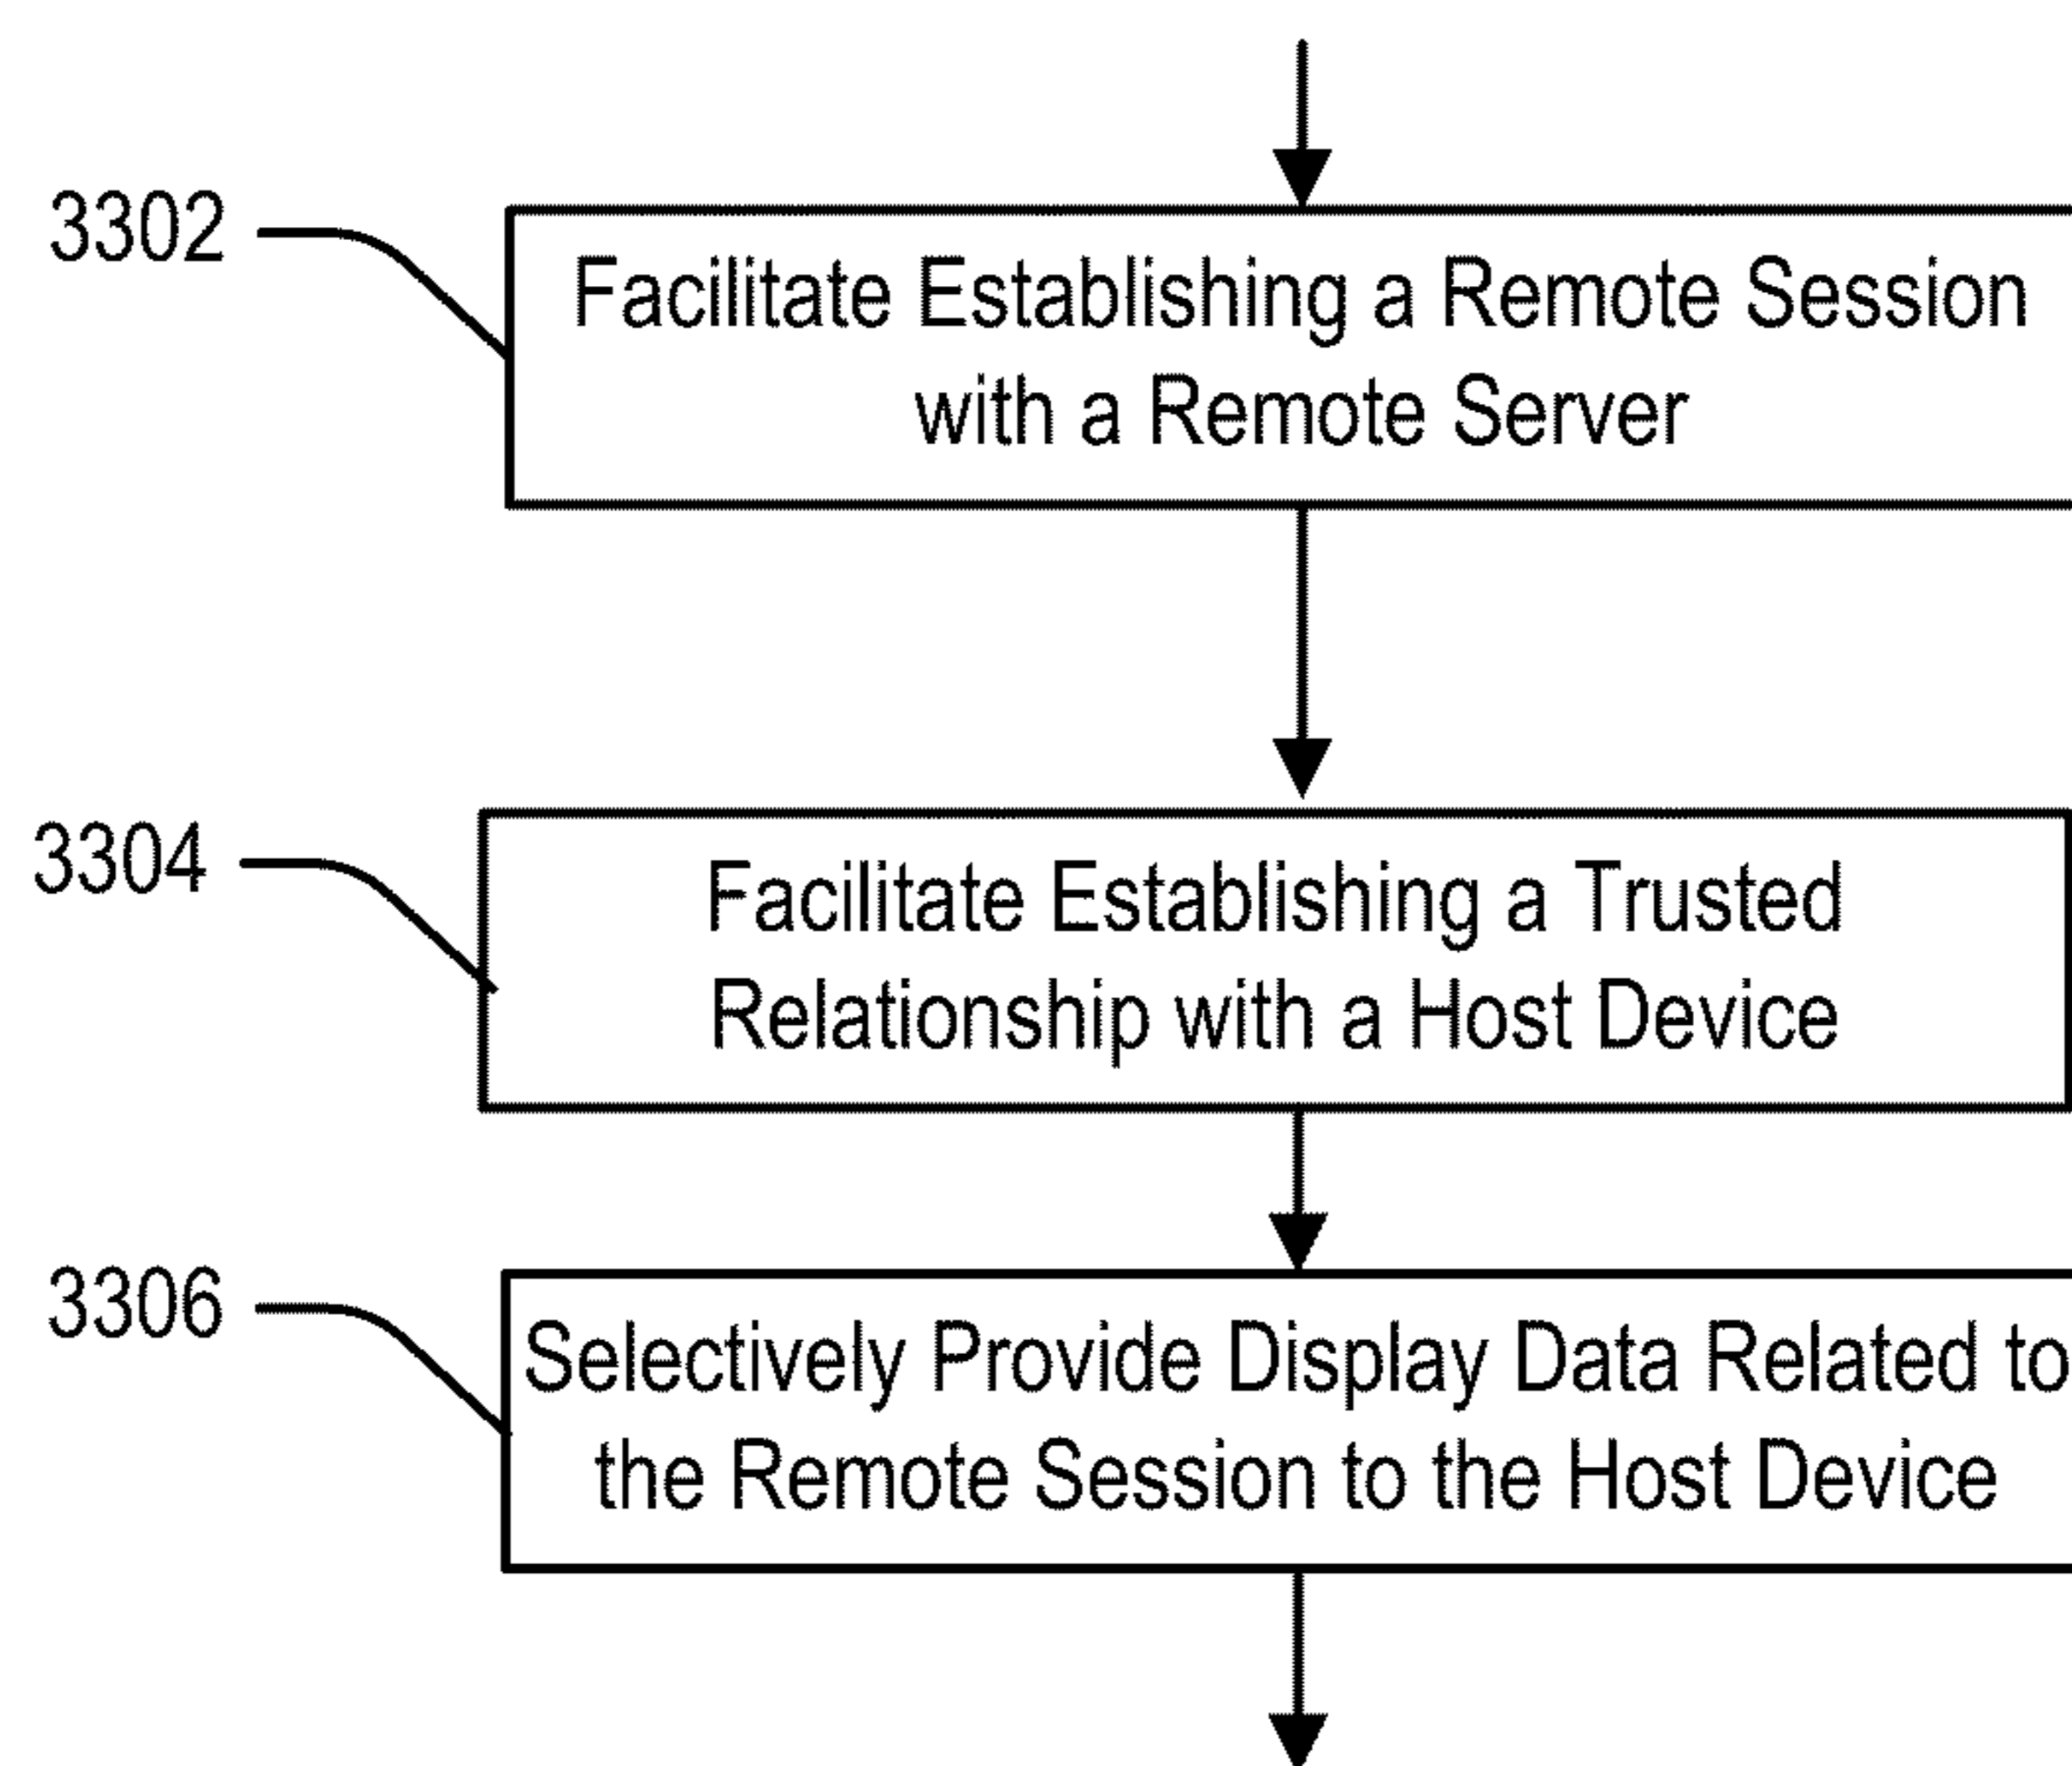 3302
Facilitate Establishing a Remote Session
with a Remote Server
3304
Facilitate Establishing a Trusted
Relationship with a Host Device
3306
Selectively Provide Display Data Related to
the Remote Session to the Host Device